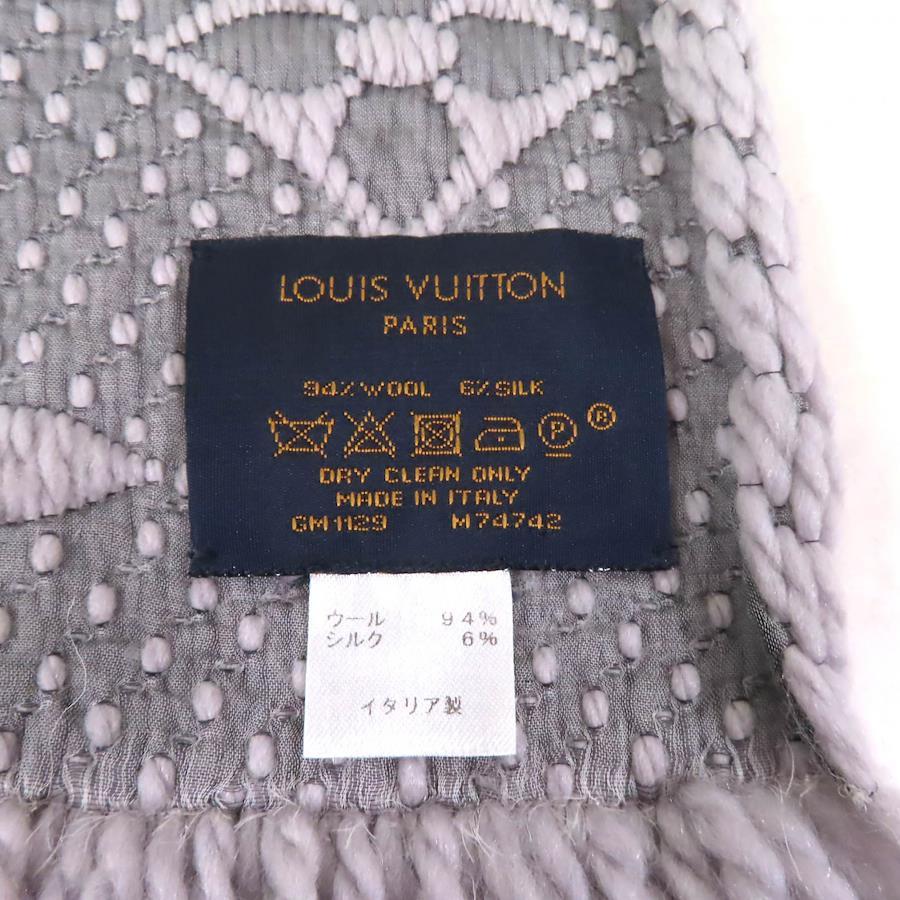 LOUIS VUITTON
PARIS
94% WOOL 6% SILK
P ®
DRY CLEAN ONLY
MADE IN ITALY
GM1129 M74742
ウール 94%
シルク 6%
イタリア製